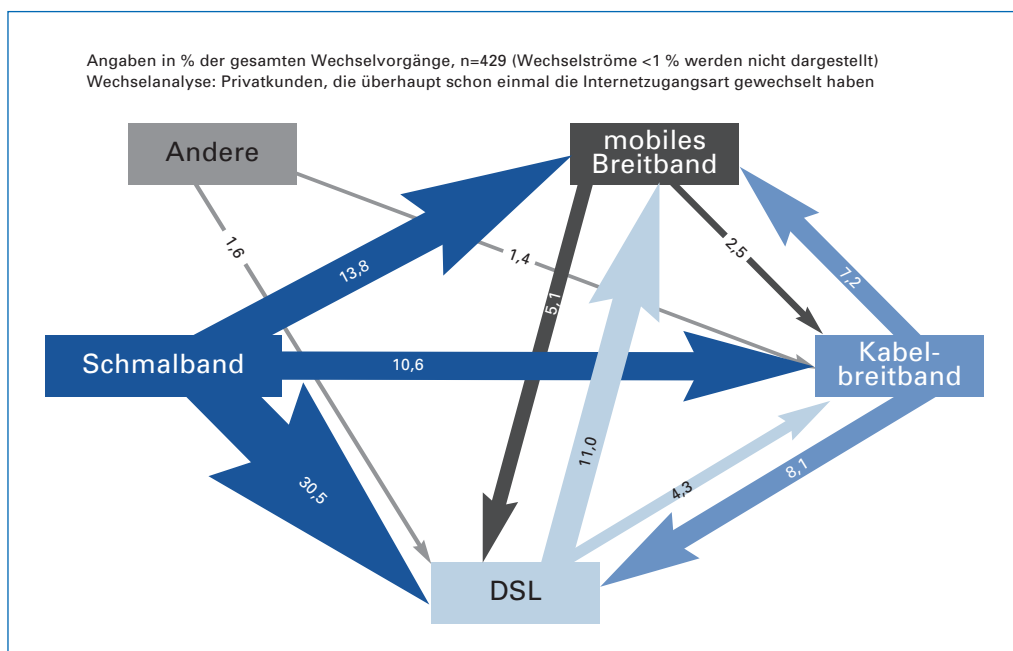 Angaben in % der gesamten Wechselvorgänge, n=429 (Wechselströme <1 % werden nicht dargestellt)
Wechselanalyse: Privatkunden, die überhaupt schon einmal die Internetzugangsart gewechselt haben
Andere
mobiles
Breitband
1,6
13,8
1,4
5,1
2,5
7,2
Schmalband
10,6
Kabel-
breitband
30,5
11,0
4,3
8,1
DSL